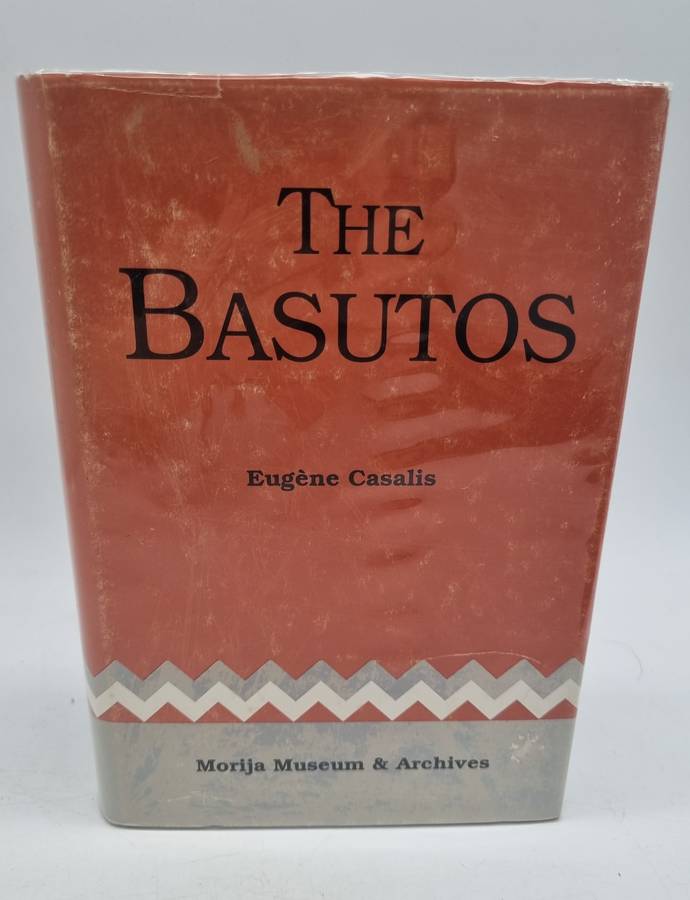 THE
BASUTOS
Eugène Casalis
Morija Museum & Archives